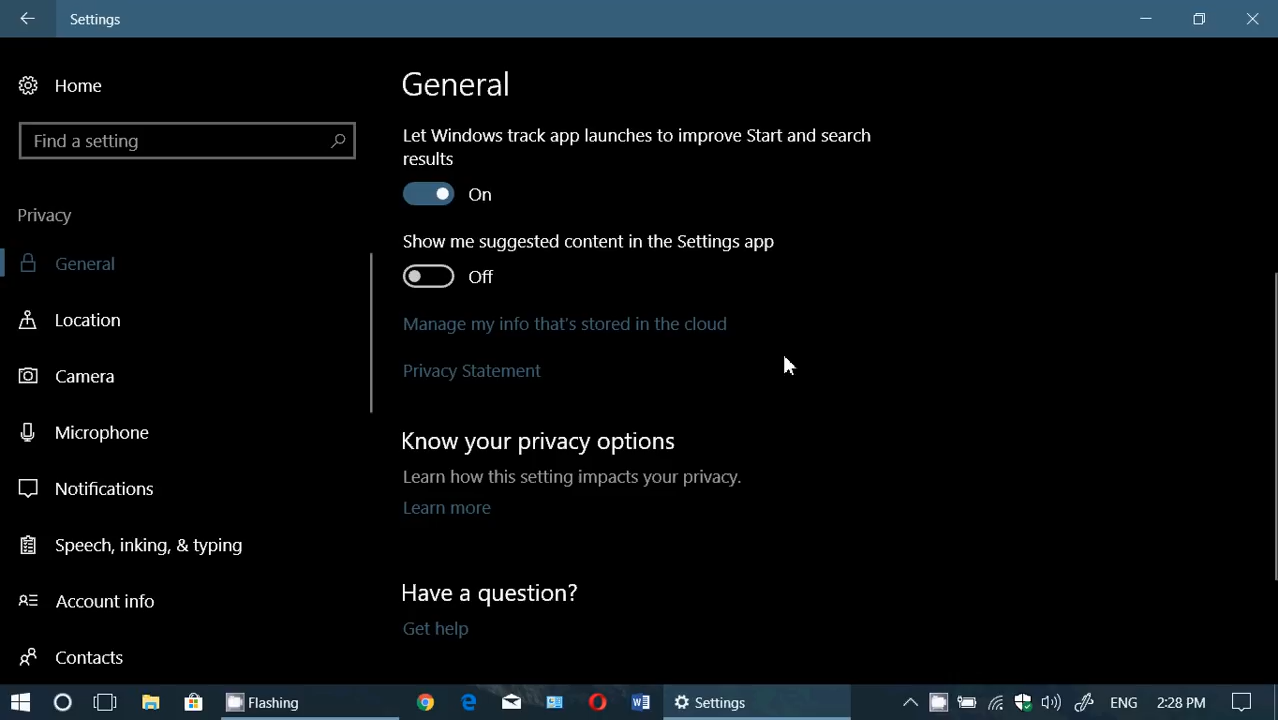 Settings
Home
Find a setting
Privacy
General
Location
Camera
Microphone
Notifications
Speech, inking, & typing
Account info
Contacts
General
Let Windows track app launches to improve Start and search
results
On
Show me suggested content in the Settings app
Off
Manage my info that's stored in the cloud
Privacy Statement
Know your privacy options
Learn how this setting impacts your privacy.
Learn more
Have a question?
Get help
Flashing
Settings
ENG
2:28 PM